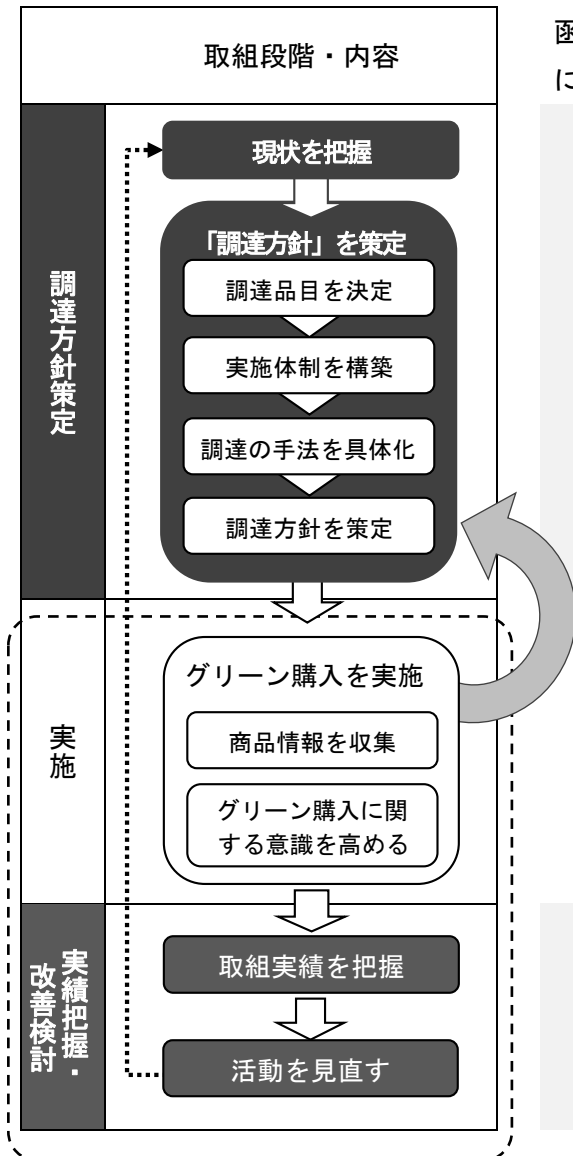 取組段階・内容
函
に
調達方針策定
現状を把握
「調達方針」を策定
調達品目を決定
実施体制を構築
調達の手法を具体化
調達方針を策定
実施
グリーン購入を実施
商品情報を収集
グリーン購入に関
する意識を高める
実績把握・
改善検討
取組実績を把握
活動を見直す